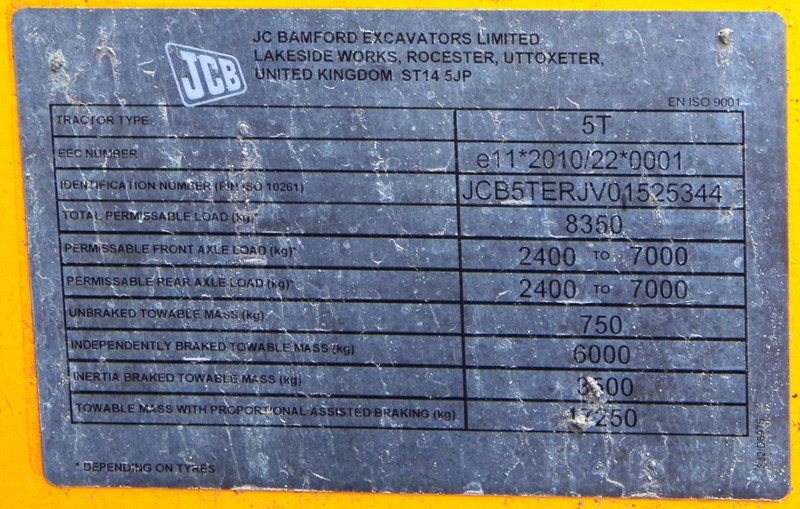 JCB
JC BAMFORD EXCAVATORS LIMITED
LAKESIDE WORKS, ROCESTER, UTTOXETER,
UNITED KINGDOM ST14 5JP
EN ISO 9001
TRACTOR TYPE 5T
EEC NUMBER e11*2010/22*0001
IDENTIFICATION NUMBER (PIN ISO 10261) JCB5TERJV01525344
TOTAL PERMISSABLE LOAD (kg)* 8350
PERMISSABLE FRONT AXLE LOAD (kg)* 2400 TO 7000
PERMISSABLE REAR AXLE LOAD (kg)* 2400 TO 7000
UNBRAKED TOWABLE MASS (kg) 750
INDEPENDENTLY BRAKED TOWABLE MASS (kg) 6000
INERTIA BRAKED TOWABLE MASS (kg) 3500
TOWABLE MASS WITH PROPORTIONAL ASSISTED BRAKING (kg)
* DEPENDING ON TYRES